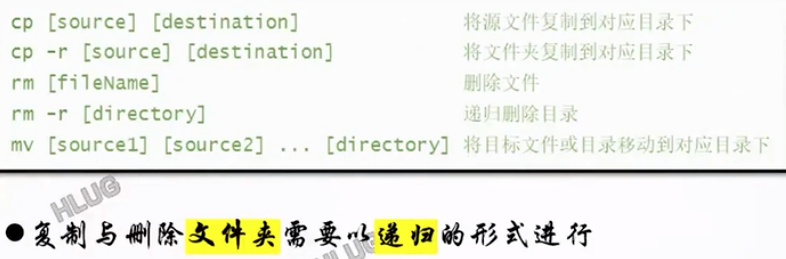 cp [source] [destination] 将源文件复制到对应目录下
cp -r [source] [destination] 将文件夹复制到对应目录下
rm [fileName] 删除文件
rm -r [directory] 递归删除目录
mv [source1] [source2] ... [directory] 将目标文件或目录移动到对应目录下
HLUG
●复制与删除文件夹需要以递归的形式进行
HLUG